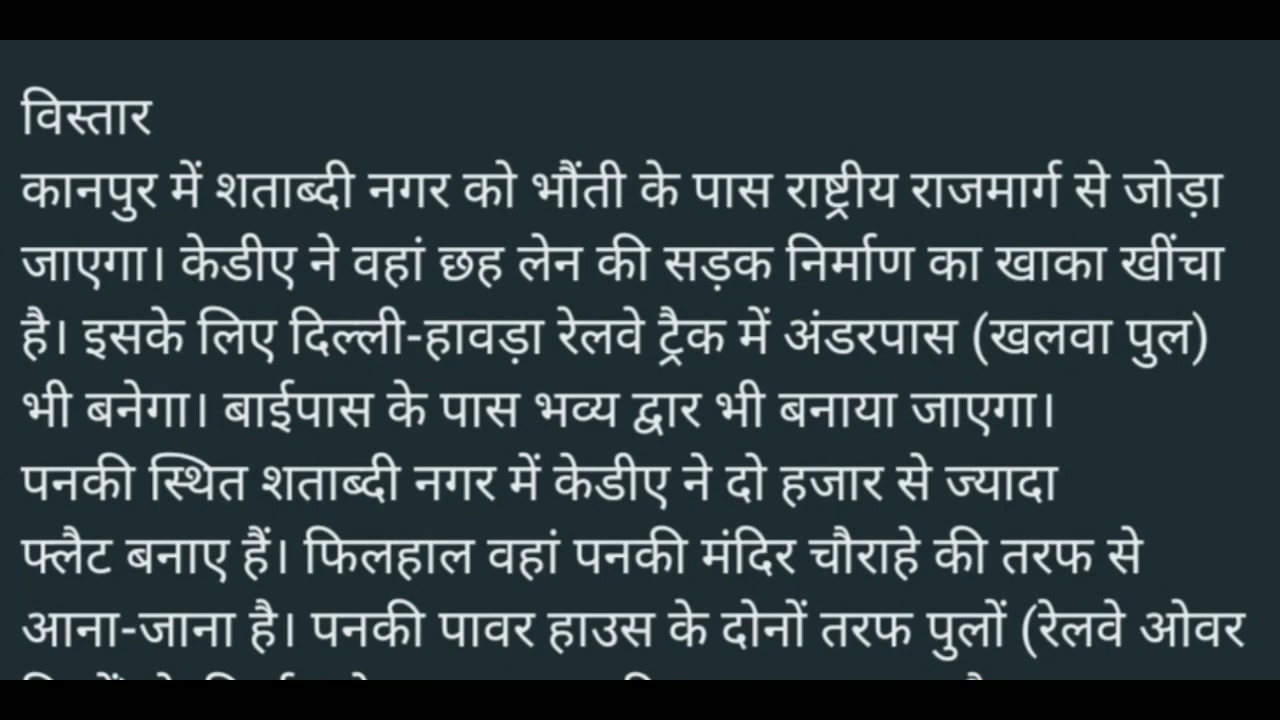 विस्तार
कानपुर में शताब्दी नगर को भौंती के पास राष्ट्रीय राजमार्ग से जोड़ा
जाएगा। केडीए ने वहां छह लेन की सड़क निर्माण का खाका खींचा
है। इसके लिए दिल्ली-हावड़ा रेलवे ट्रैक में अंडरपास (खलवा पुल)
भी बनेगा। बाईपास के पास भव्य द्वार भी बनाया जाएगा।
पनकी स्थित शताब्दी नगर में केडीए ने दो हजार से ज्यादा
फ्लैट बनाए हैं। फिलहाल वहां पनकी मंदिर चौराहे की तरफ से
आना-जाना है। पनकी पावर हाउस के दोनों तरफ पुलों (रेलवे ओवर